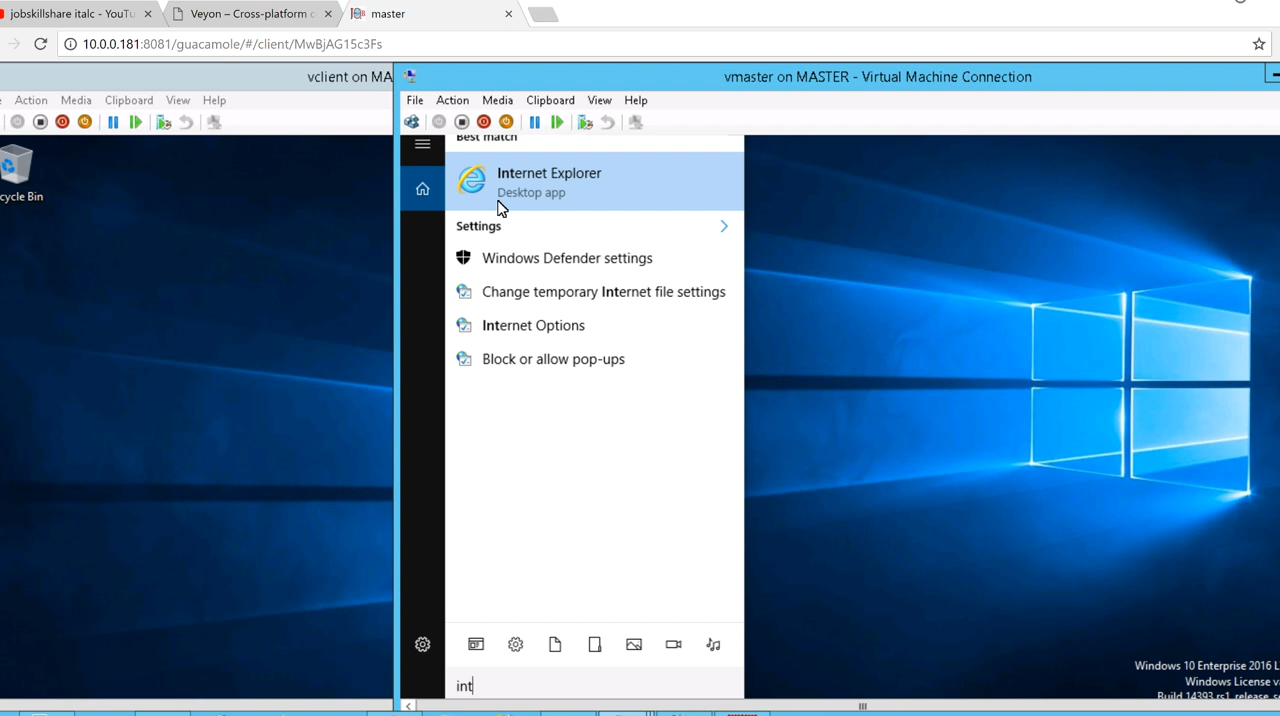 jobskillshare italc - YouTu
Veyon – Cross-platform c
master
10.0.0.181:8081/guacamole/#/client/MwBjAG15c3Fs
vclient on MA
vmaster on MASTER - Virtual Machine Connection
Action Media Clipboard View Help
File Action Media Clipboard View Help
cycle Bin
Best match
Internet Explorer
Desktop app
Settings
Windows Defender settings
Change temporary Internet file settings
Internet Options
Block or allow pop-ups
int
Windows 10 Enterprise 2016 L
Windows License va
Build 14393.rs1_release_s